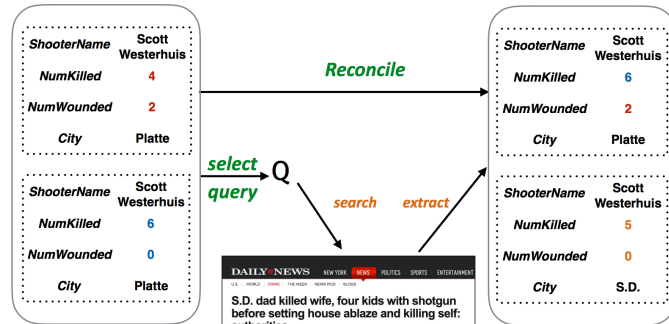 ShooterName Scott Westerhuis
NumKilled 4
NumWounded 2
City Platte
ShooterName Scott Westerhuis
NumKilled 6
NumWounded 0
City Platte
Reconcile
select
query
Q
search extract
DAILY NEWS NEW YORK NEWS POLITICS SPORTS ENTERTAINMENT
U.S. WORLD CRIME THE WEEK NEWS PICS BLOGS
S.D. dad killed wife, four kids with shotgun
before setting house ablaze and killing self:
ShooterName Scott Westerhuis
NumKilled 6
NumWounded 2
City Platte
ShooterName Scott Westerhuis
NumKilled 5
NumWounded 0
City S.D.